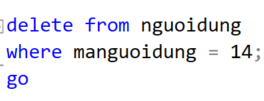 delete from nguoidung
where manguoidung = 14;
go